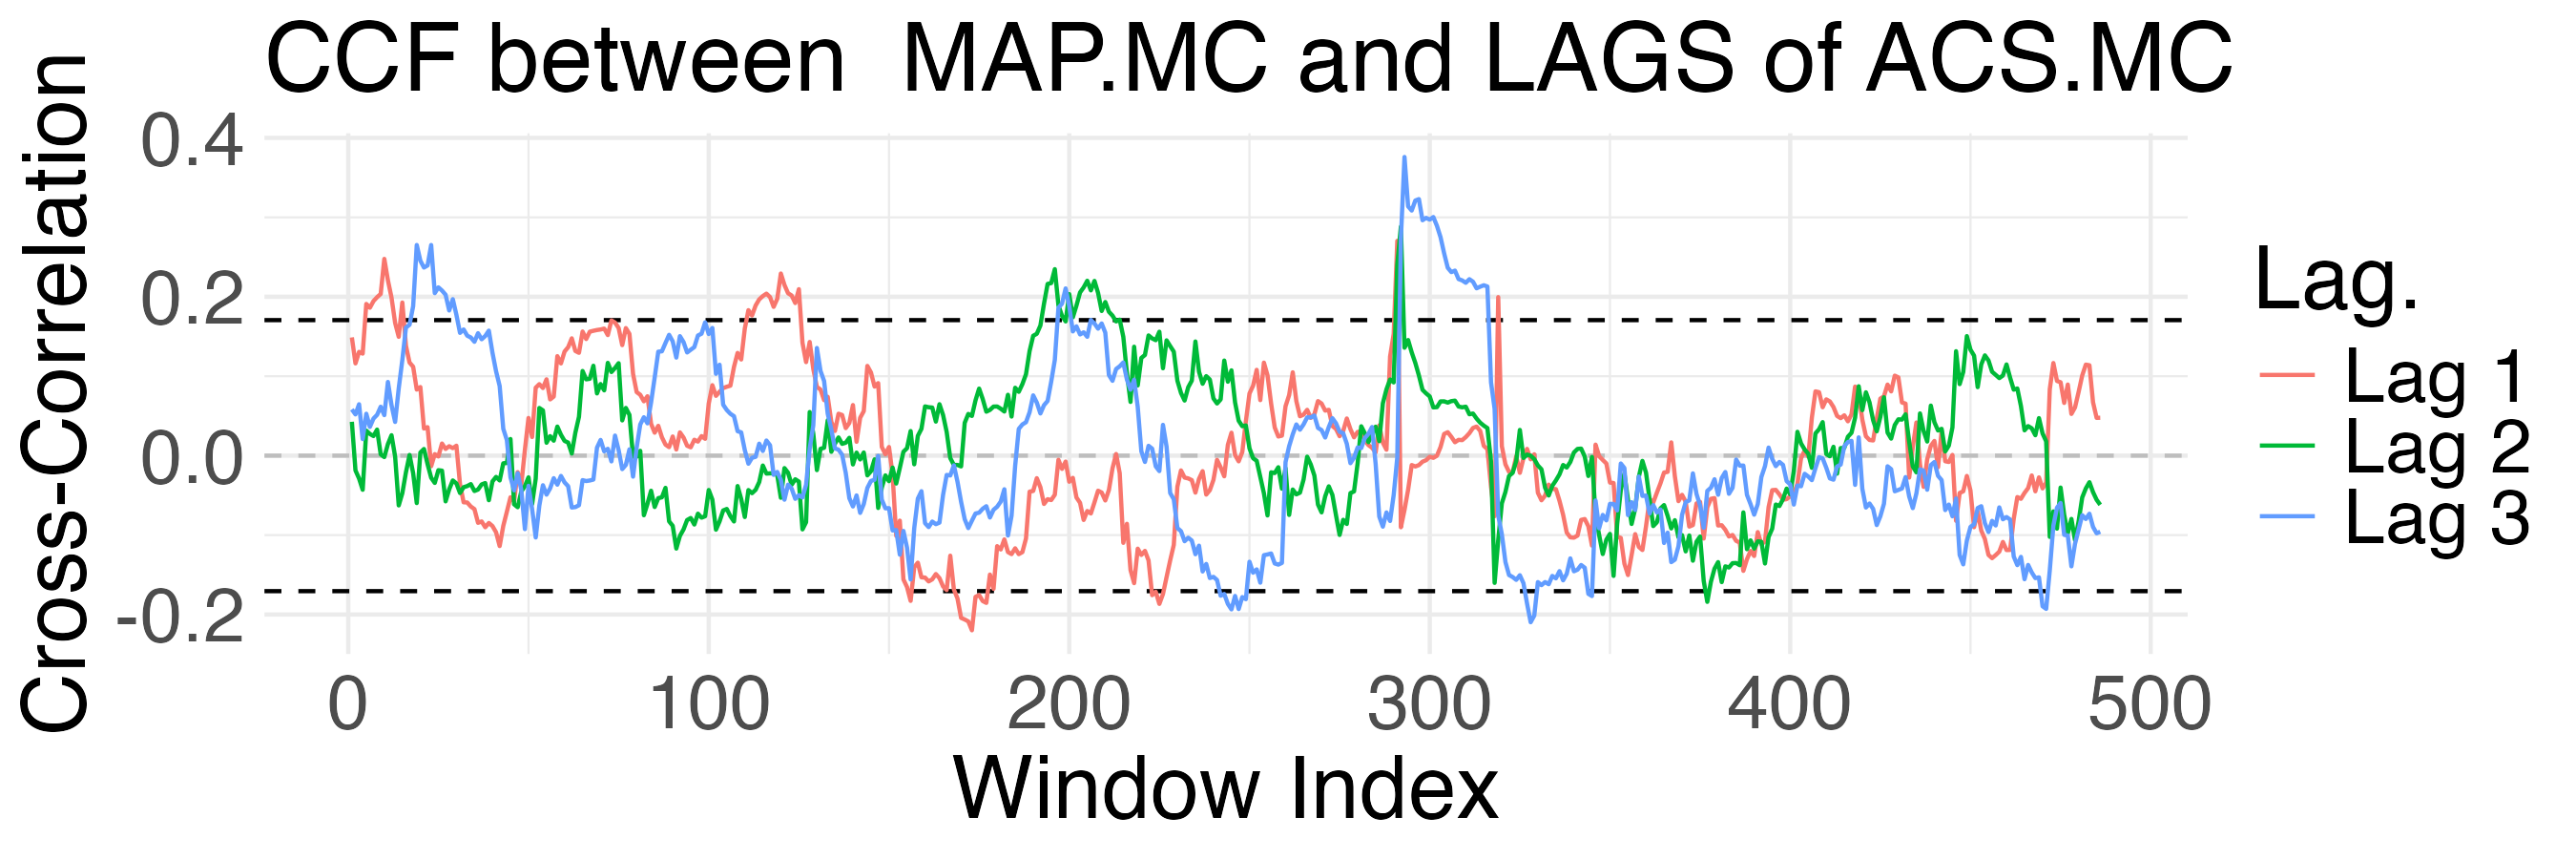 CCF between  MAP.MC and LAGS of ACS.MC
Cross-Correlation
0.4
0.2
0.0
-0.2
0
100
200
300
400
500
Window Index
Lag.
Lag 1
Lag 2
Lag 3